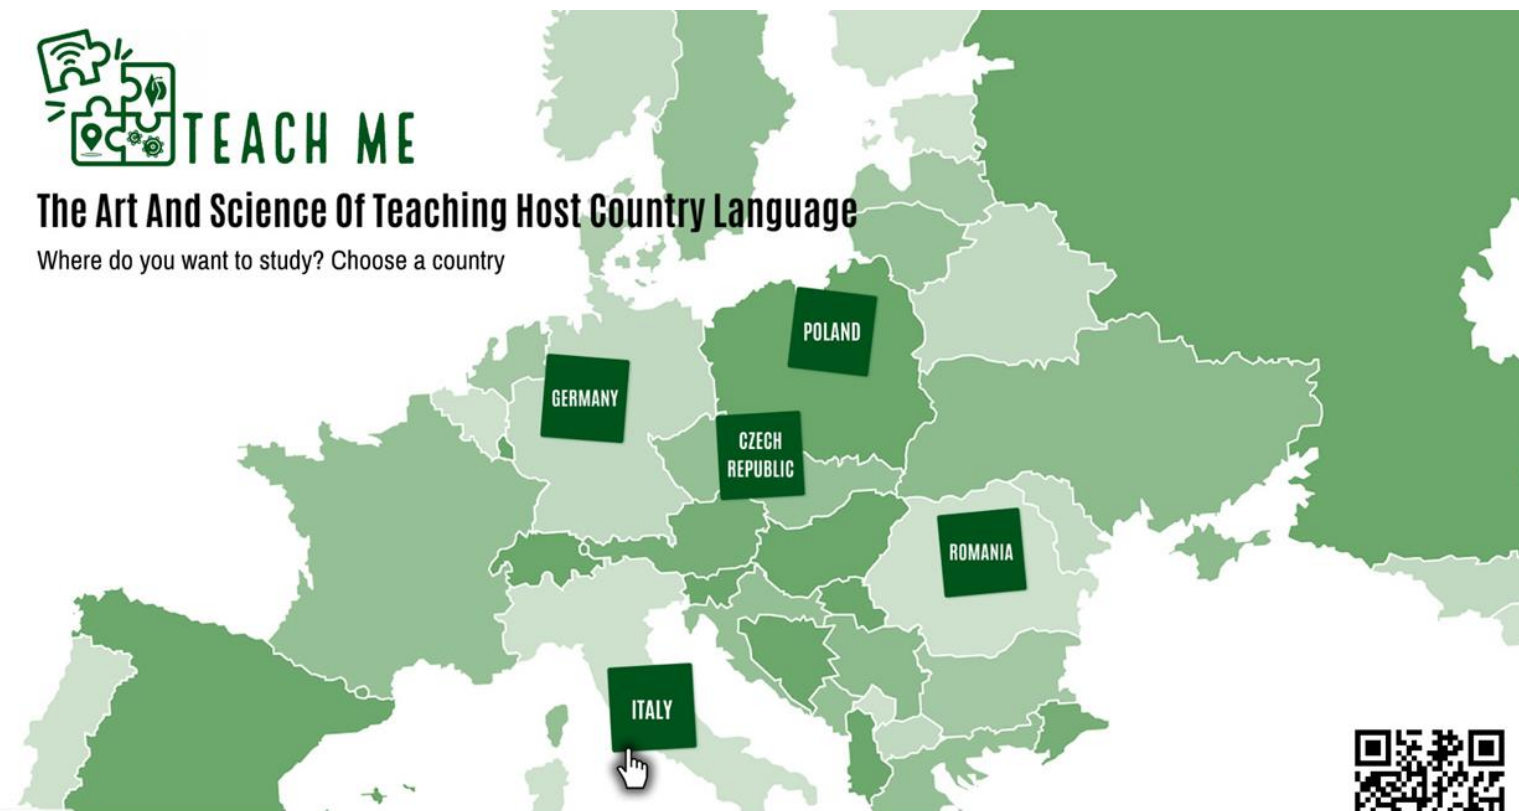 TEACH ME
The Art And Science Of Teaching Host Country Language
Where do you want to study? Choose a country
POLAND
GERMANY
CZECH
REPUBLIC
ROMANIA
ITALY